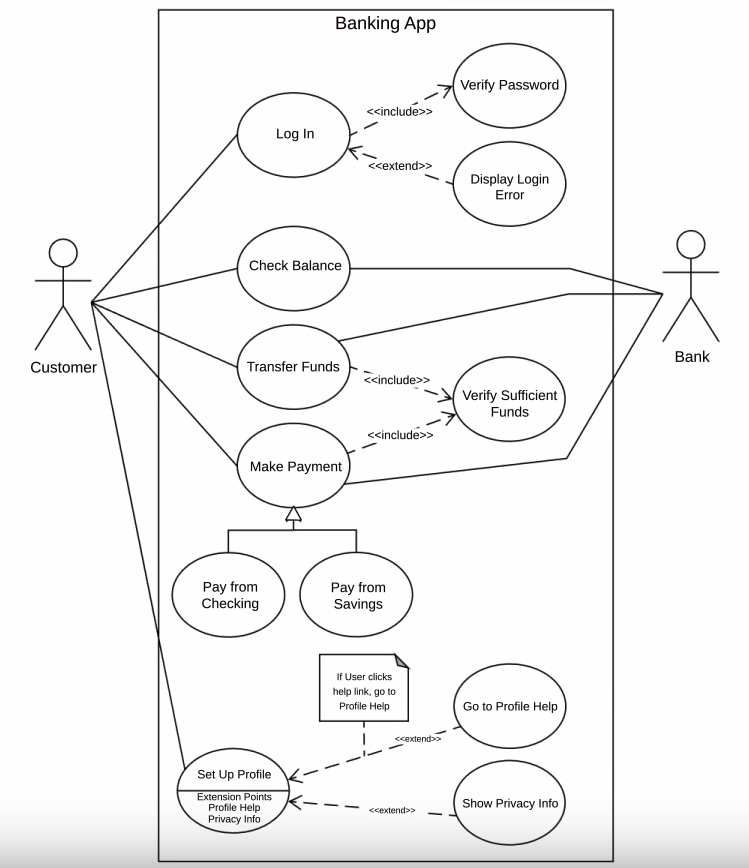 Banking App
Verify Password
<<include>>
Log In
<<extend>>
Display Login
Error
Check Balance
Customer
Bank
Transfer Funds
<<include>>
Verify Sufficient
Funds
<<include>>
Make Payment
Pay from
Checking
Pay from
Savings
If User clicks
help link, go to
Profile Help
Go to Profile Help
<<extend>>
Set Up Profile
Extension Points
Profile Help
Privacy Info
<<extend>>
Show Privacy Info